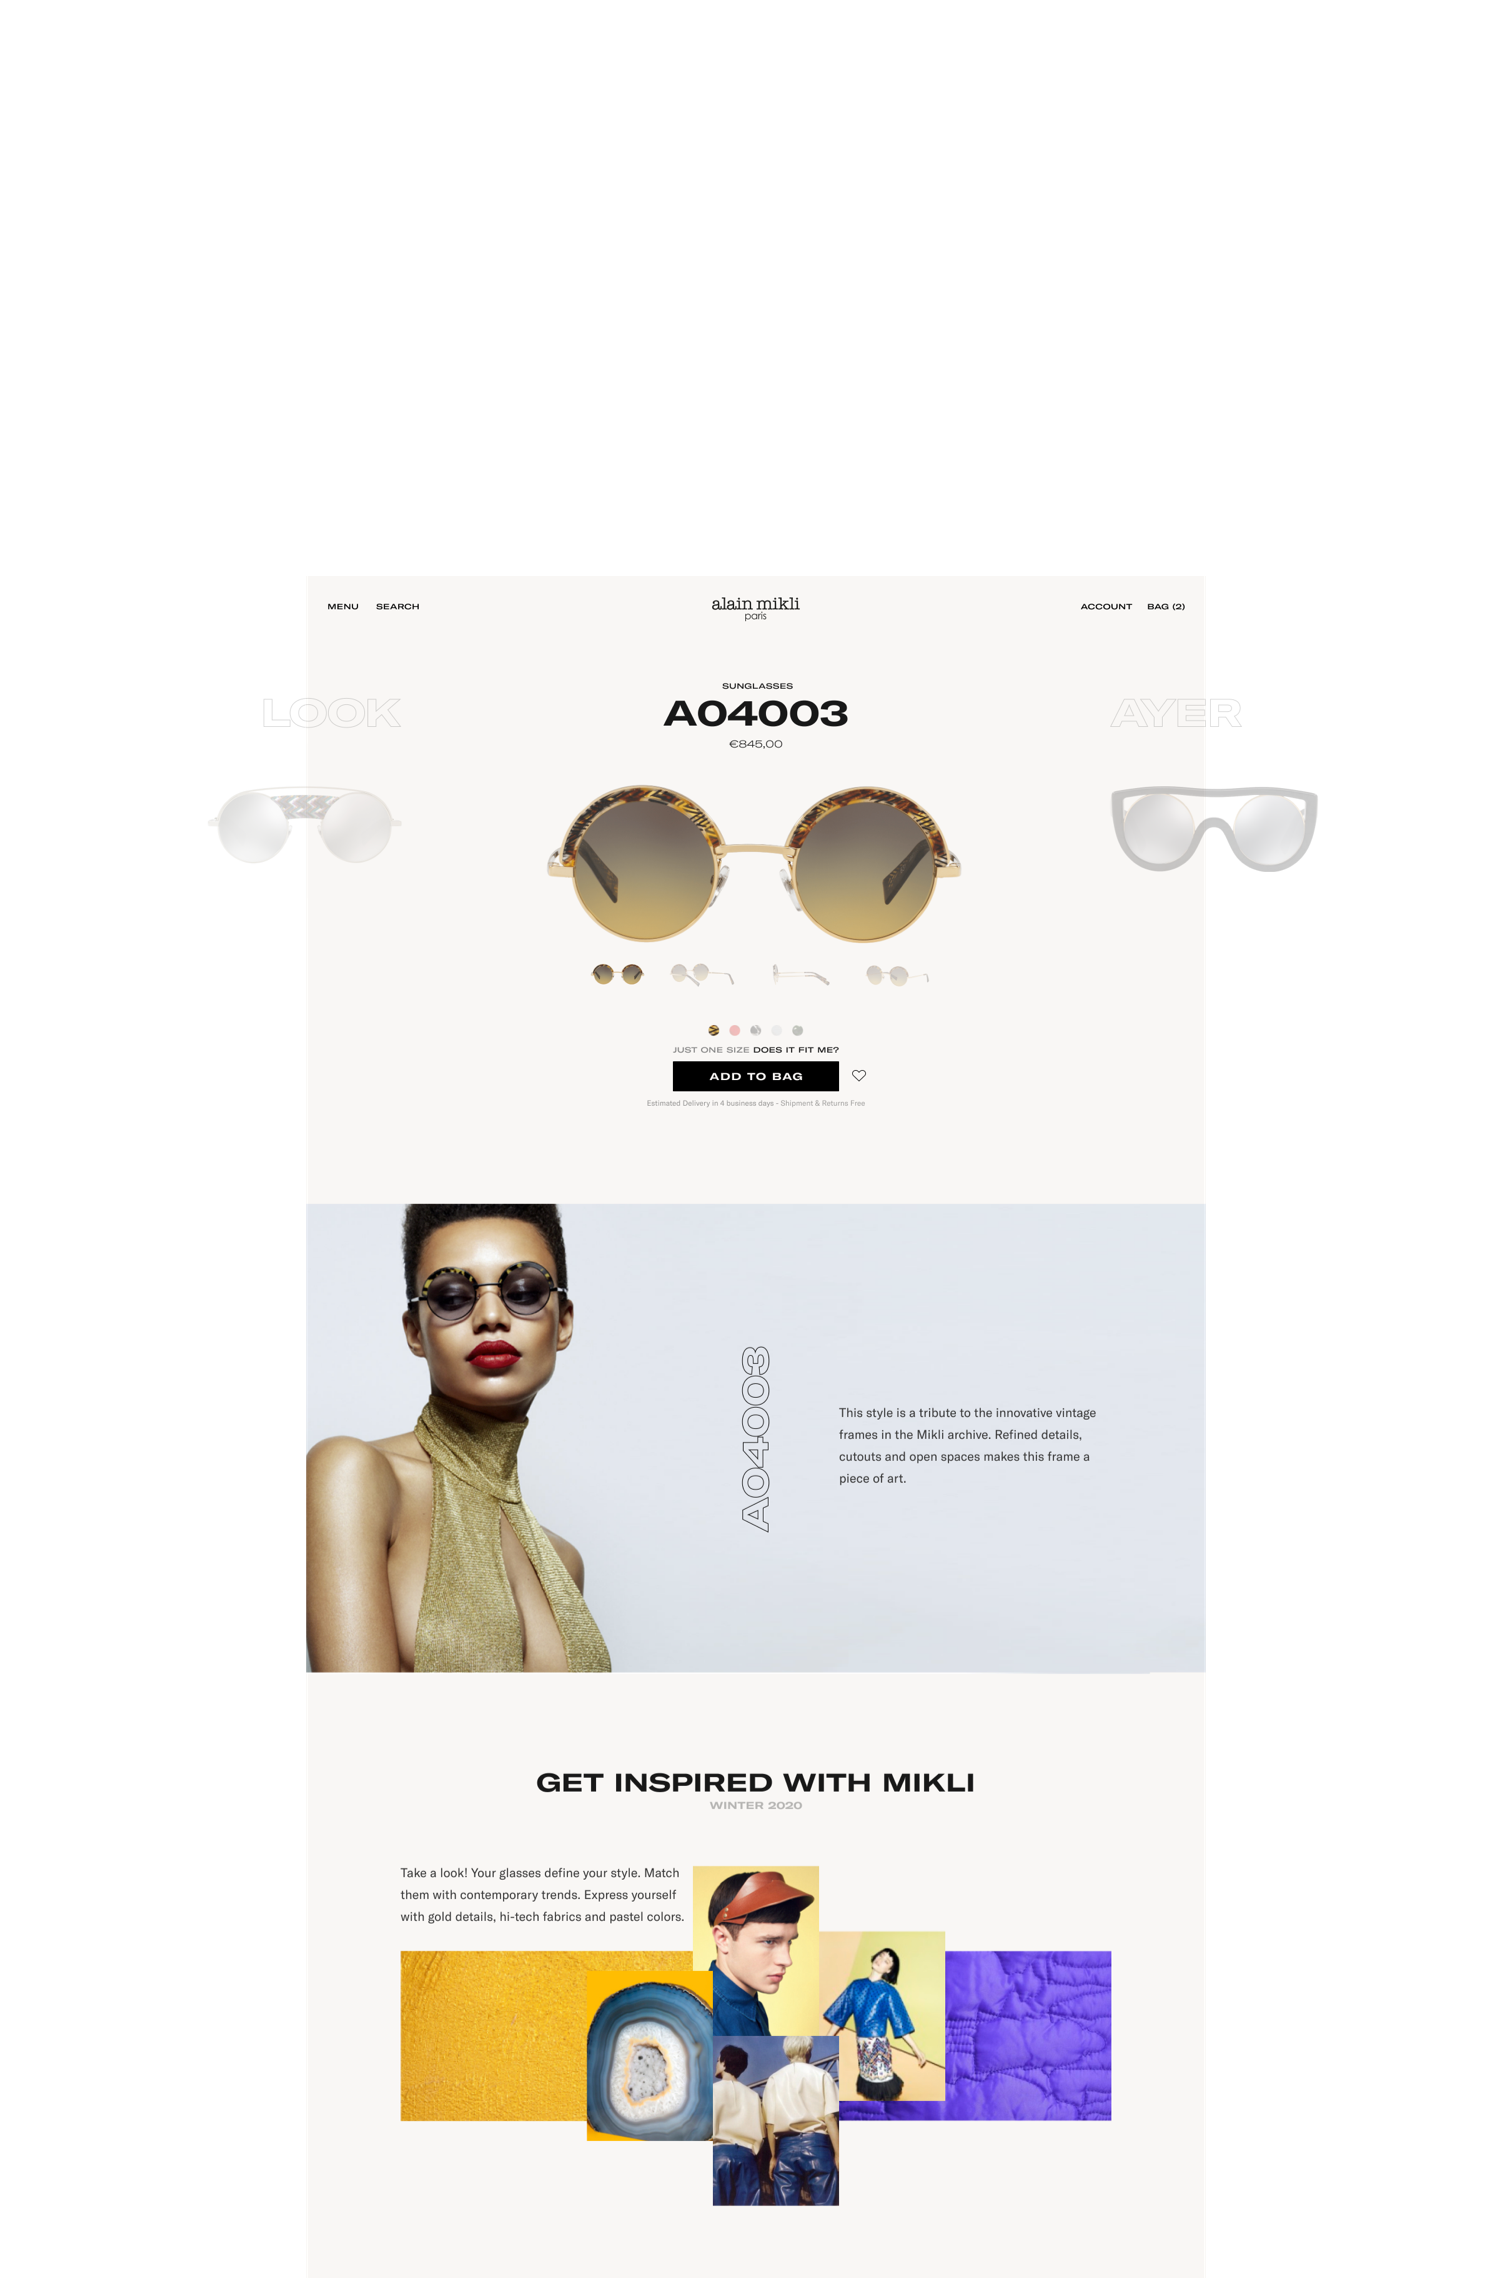 MENU SEARCH
alain mikli
paris
ACCOUNT BAG (2)
SUNGLASSES
LOOK
A04003
AYER
€845,00
JUST ONE SIZE DOES IT FIT ME?
ADD TO BAG
Estimated Delivery in 4 business days - Shipment & Returns Free
A04003
This style is a tribute to the innovative vintage
frames in the Mikli archive. Refined details,
cutouts and open spaces makes this frame a
piece of art.
GET INSPIRED WITH MIKLI
WINTER 2020
Take a look! Your glasses define your style. Match
them with contemporary trends. Express yourself
with gold details, hi-tech fabrics and pastel colors.